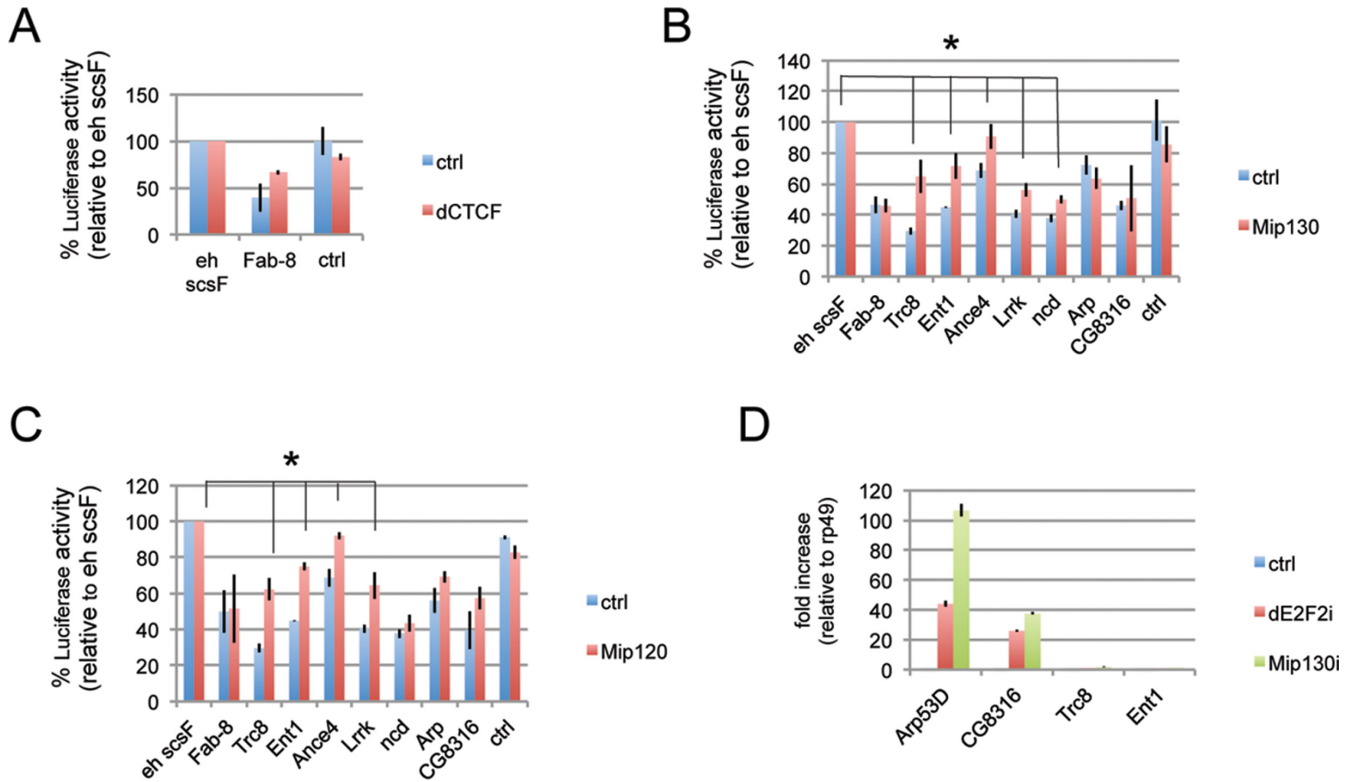 A
% Luciferase activity
(relative to eh scsF)
150
100
50
0
eh
scsF
Fab-8
ctrl
ctrl
dCTCF
B
*
% Luciferase activity
(relative to eh scsF)
140
120
100
80
60
40
20
0
eh scsF
Fab-8
Trc8
Ent1
Ance4
Lrrk
ncd
Arp
CG8316
ctrl
ctrl
Mip130
C
*
% Luciferase activity
(relative to eh scsF)
120
100
80
60
40
20
0
eh scsF
Fab-8
Trc8
Ent1
Ance4
Lrrk
ncd
Arp
CG8316
ctrl
ctrl
Mip120
D
fold increase
(relative to rp49)
120
100
80
60
40
20
0
Arp53D
CG8316
Trc8
Ent1
ctrl
dE2F2i
Mip130i